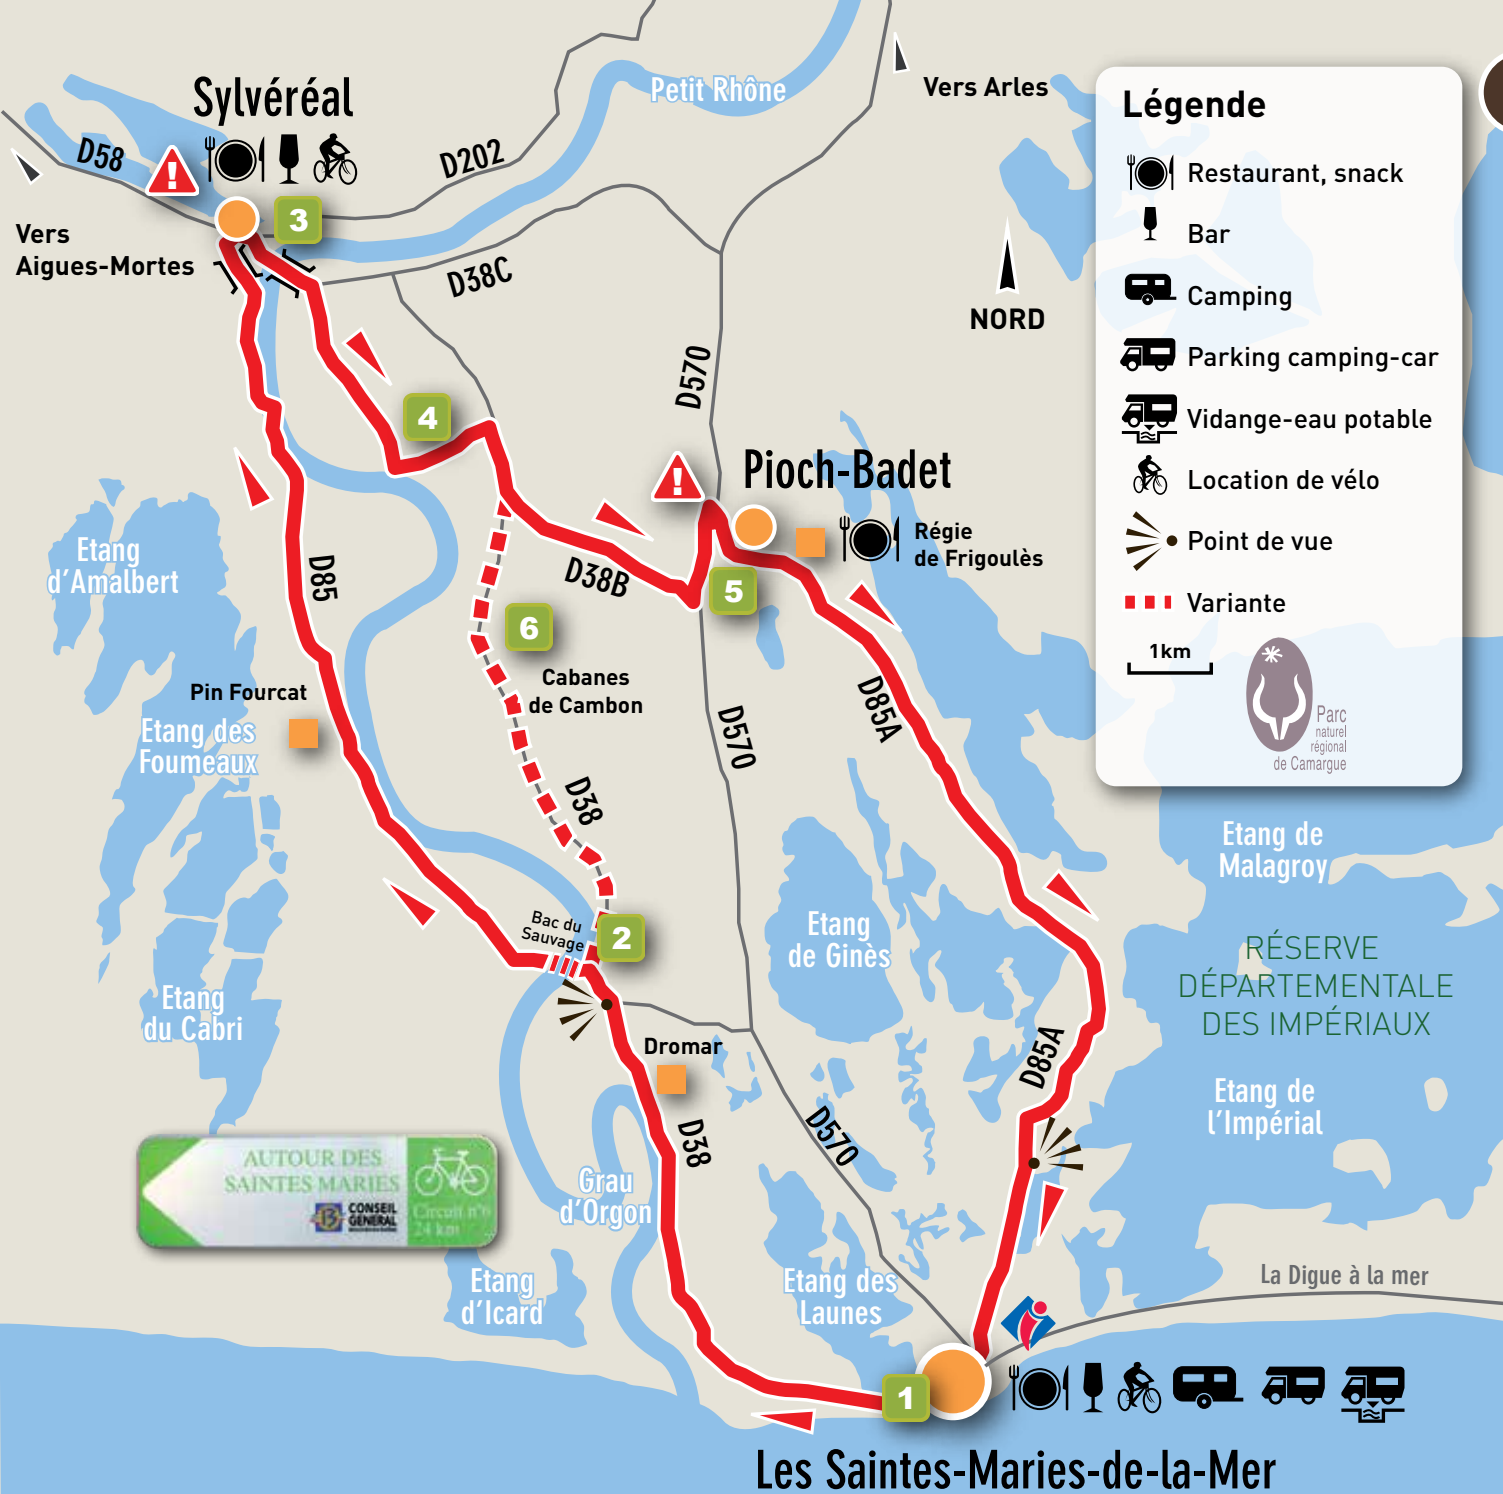 Sylvéréal
Petit Rhône
Vers Arles
D58
D202
3
Vers
Aigues-Mortes
D38C
NORD
D570
4
Pioch-Badet
Régie
de Frigoulès
Etang
d'Amalbert
D85
D38B
5
6
Cabanes
de Cambon
Pin Fourcat
Etang des
Foumeaux
D570
D85A
D38
Bac du
Sauvage
2
Etang
de Ginès
Etang de
Malagroy
RÉSERVE
DÉPARTEMENTALE
DES IMPÉRIAUX
Etang
du Cabri
Dromar
D85A
Etang de
l'Impérial
D38
D570
AUTOUR DES
SAINTES MARIES
CONSEIL
GENERAL
Circuit n°6
24 km
Grau
d'Orgon
Etang
d'Icard
Etang des
Launes
La Digue à la mer
1
Les Saintes-Maries-de-la-Mer
Légende
Restaurant, snack
Bar
Camping
Parking camping-car
Vidange-eau potable
Location de vélo
Point de vue
Variante
1km
Parc
naturel
régional
de Camargue